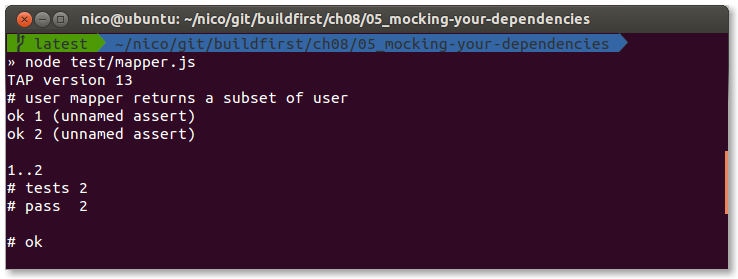 nico@ubuntu: ~/nico/git/buildfirst/ch08/05_mocking-your-dependencies
latest ~/nico/git/buildfirst/ch08/05_mocking-your-dependencies
» node test/mapper.js
TAP version 13
# user mapper returns a subset of user
ok 1 (unnamed assert)
ok 2 (unnamed assert)
1..2
# tests 2
# pass  2
# ok